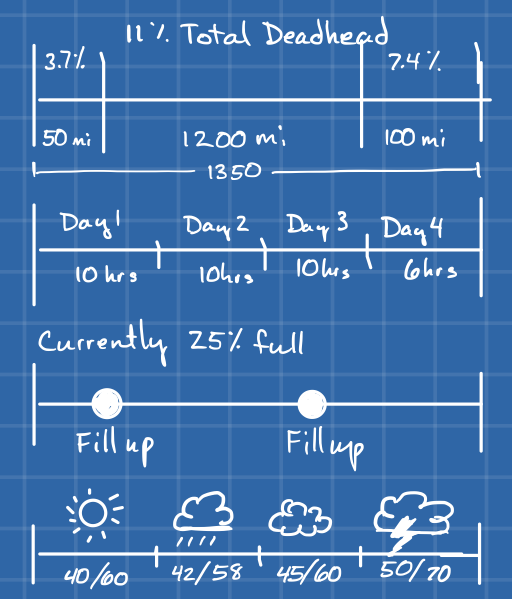 11% Total Deadhead
3.7% 7.4%
50 mi 1200 mi 100 mi
1350
Day 1 Day 2 Day 3 Day 4
10 hrs 10hrs 10hrs 6hrs
Currently 25% full
Fill up Fill up
40/60 42/58 45/60 50/70